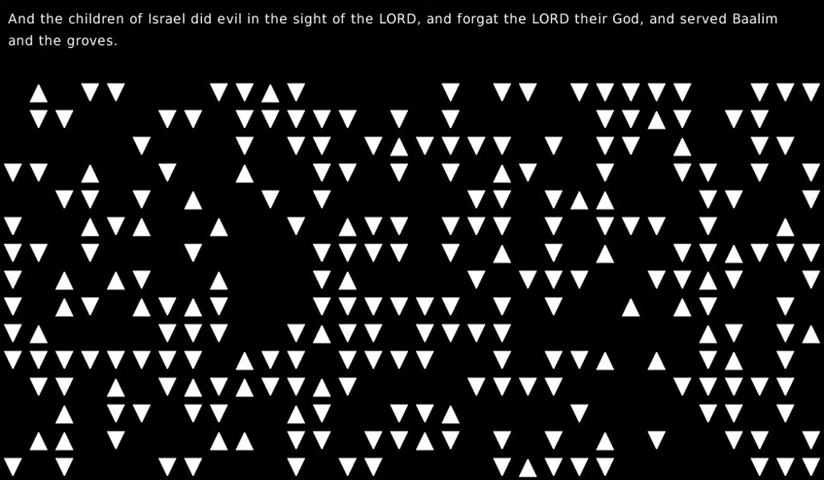 And the children of Israel did evil in the sight of the LORD, and forgat the LORD their God, and served Baalim
and the groves.